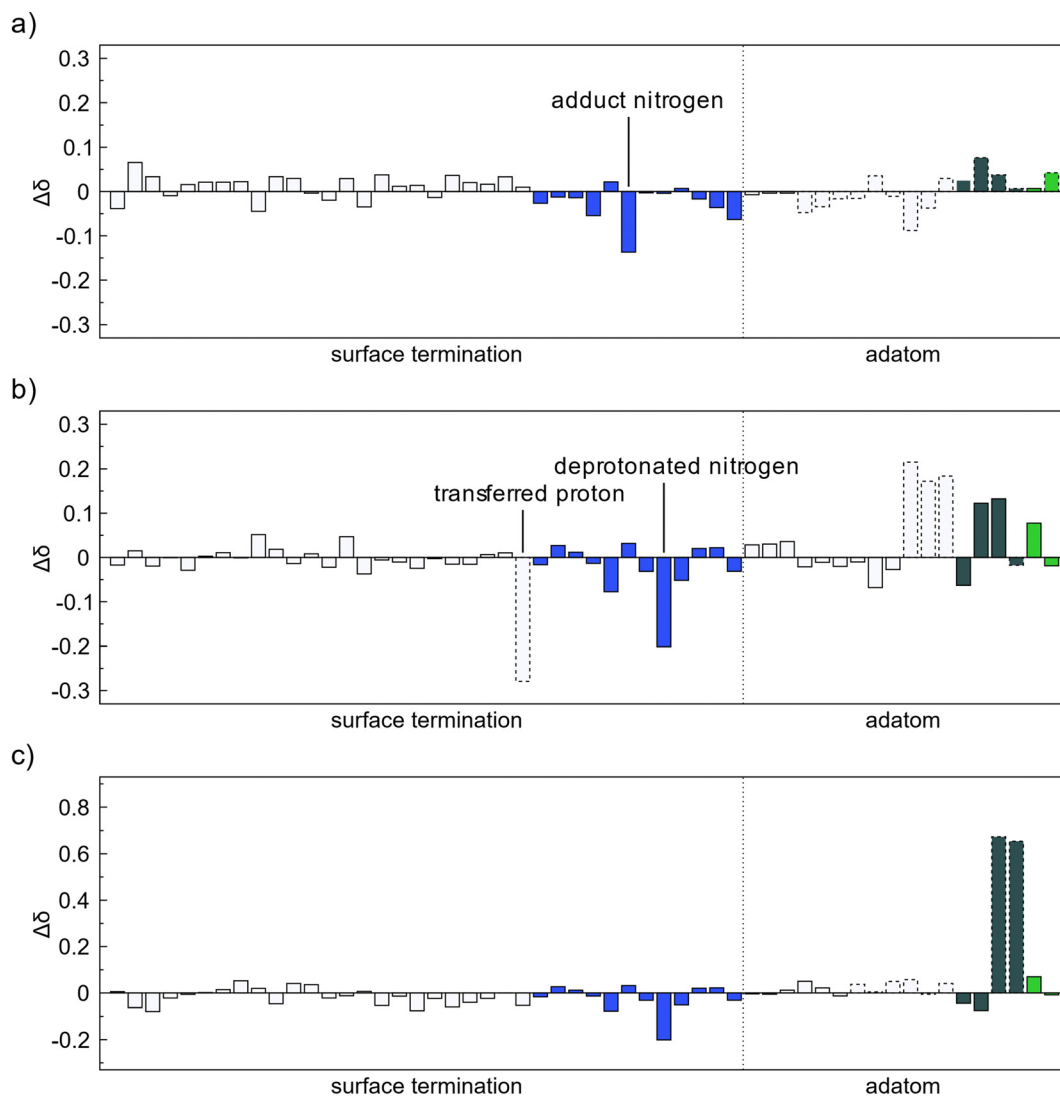 a)
0.3
0.2
adduct nitrogen
0.1
Δδ
0
-0.1
-0.2
-0.3
surface termination adatom
b)
0.3
0.2
deprotonated nitrogen
transferred proton
0.1
Δδ
0
-0.1
-0.2
-0.3
surface termination adatom
c)
0.8
0.6
0.4
Δδ
0.2
0
-0.2
surface termination adatom